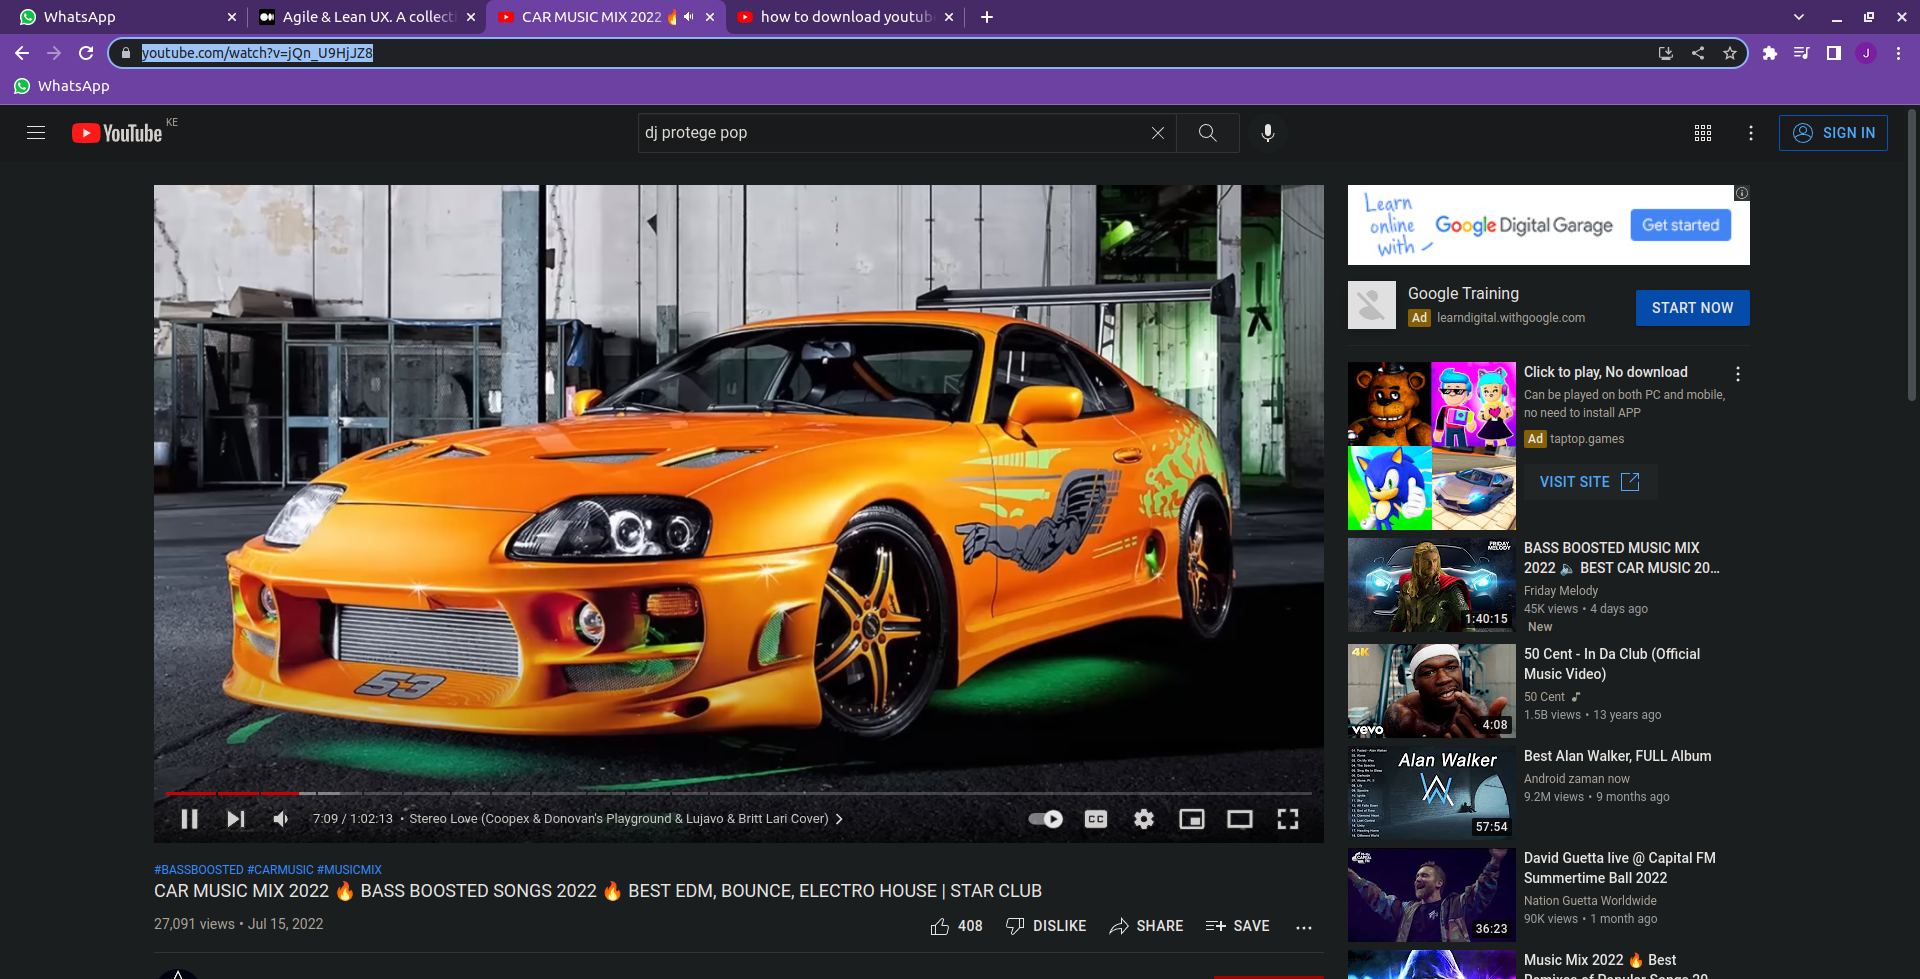 WhatsApp
Agile & Lean UX. A collecti
CAR MUSIC MIX 2022 🔥
how to download youtub
youtube.com/watch?v=jQn_U9HjJZ8
J
WhatsApp
YouTube KE
dj protege pop
SIGN IN
53
7:09 / 1:02:13 • Stereo Love (Coopex & Donovan's Playground & Lujavo & Britt Lari Cover)
CC
#BASSBOOSTED #CARMUSIC #MUSICMIX
CAR MUSIC MIX 2022 🔥 BASS BOOSTED SONGS 2022 🔥 BEST EDM, BOUNCE, ELECTRO HOUSE | STAR CLUB
27,091 views • Jul 15, 2022
408
DISLIKE
SHARE
SAVE
Learn
online
with
Google Digital Garage
Get started
Google Training
Ad learndigital.withgoogle.com
START NOW
Click to play, No download
Can be played on both PC and mobile,
no need to install APP
Ad taptop.games
VISIT SITE
FRIDAY
MELODY
1:40:15
BASS BOOSTED MUSIC MIX
2022 🔈 BEST CAR MUSIC 20...
Friday Melody
45K views • 4 days ago
New
4K
vevo
4:08
50 Cent - In Da Club (Official
Music Video)
50 Cent
1.5B views • 13 years ago
Alan Walker
57:54
Best Alan Walker, FULL Album
Android zaman now
9.2M views • 9 months ago
36:23
David Guetta live @ Capital FM
Summertime Ball 2022
Nation Guetta Worldwide
90K views • 1 month ago
Music Mix 2022 🔥 Best
Remixes of Popular Songs 20